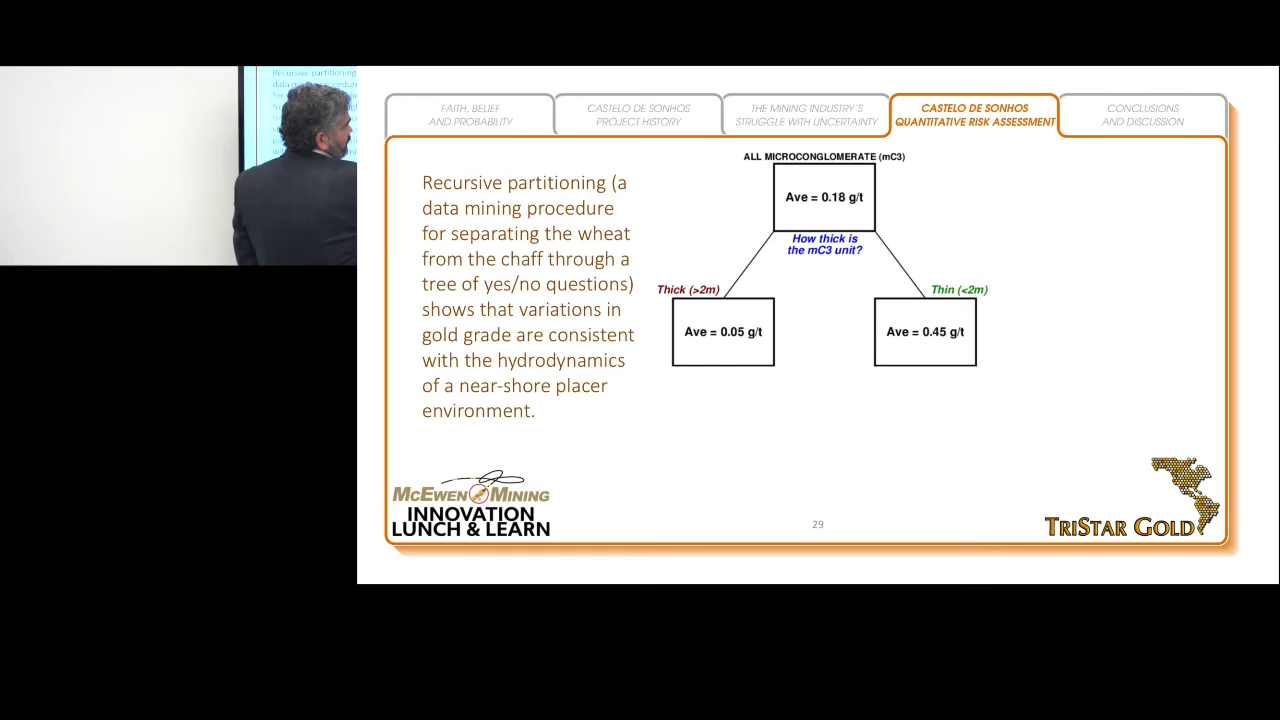 Recursive partitioning
FAITH, BELIEF
AND PROBABILITY
CASTELO DE SONHOS
PROJECT HISTORY
THE MINING INDUSTRY'S
STRUGGLE WITH UNCERTAINTY
CASTELO DE SONHOS
QUANTITATIVE RISK ASSESSMENT
CONCLUSIONS
AND DISCUSSION
Recursive partitioning (a
data mining procedure
for separating the wheat
from the chaff through a
tree of yes/no questions)
shows that variations in
gold grade are consistent
with the hydrodynamics
of a near-shore placer
environment.
ALL MICROCONGLOMERATE (mC3)
Ave = 0.18 g/t
How thick is
the mC3 unit?
Thick (>2m)
Thin (<2m)
Ave = 0.05 g/t
Ave = 0.45 g/t
MCEWEN MINING
INNOVATION
LUNCH & LEARN
29
TRISTAR GOLD